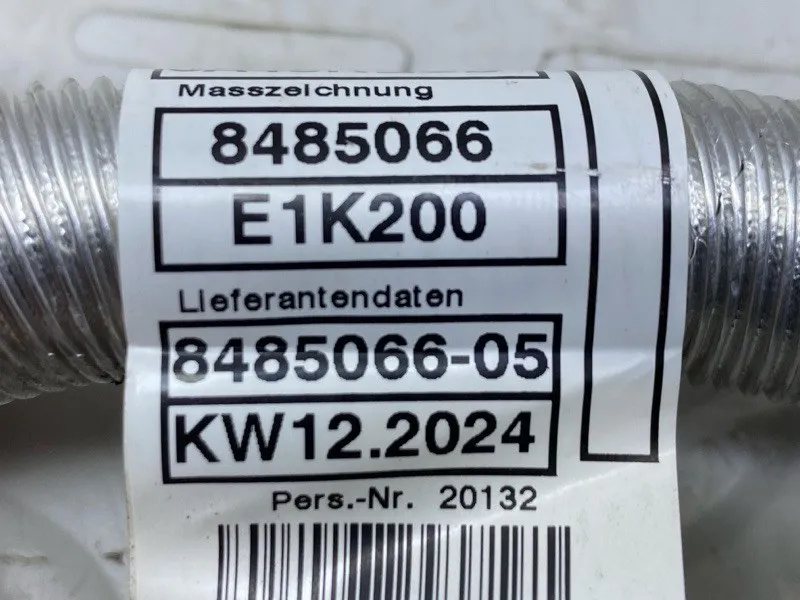 Masszeichnung
8485066
E1K200
Lieferantendaten
8485066-05
KW12.2024
Pers.-Nr. 20132